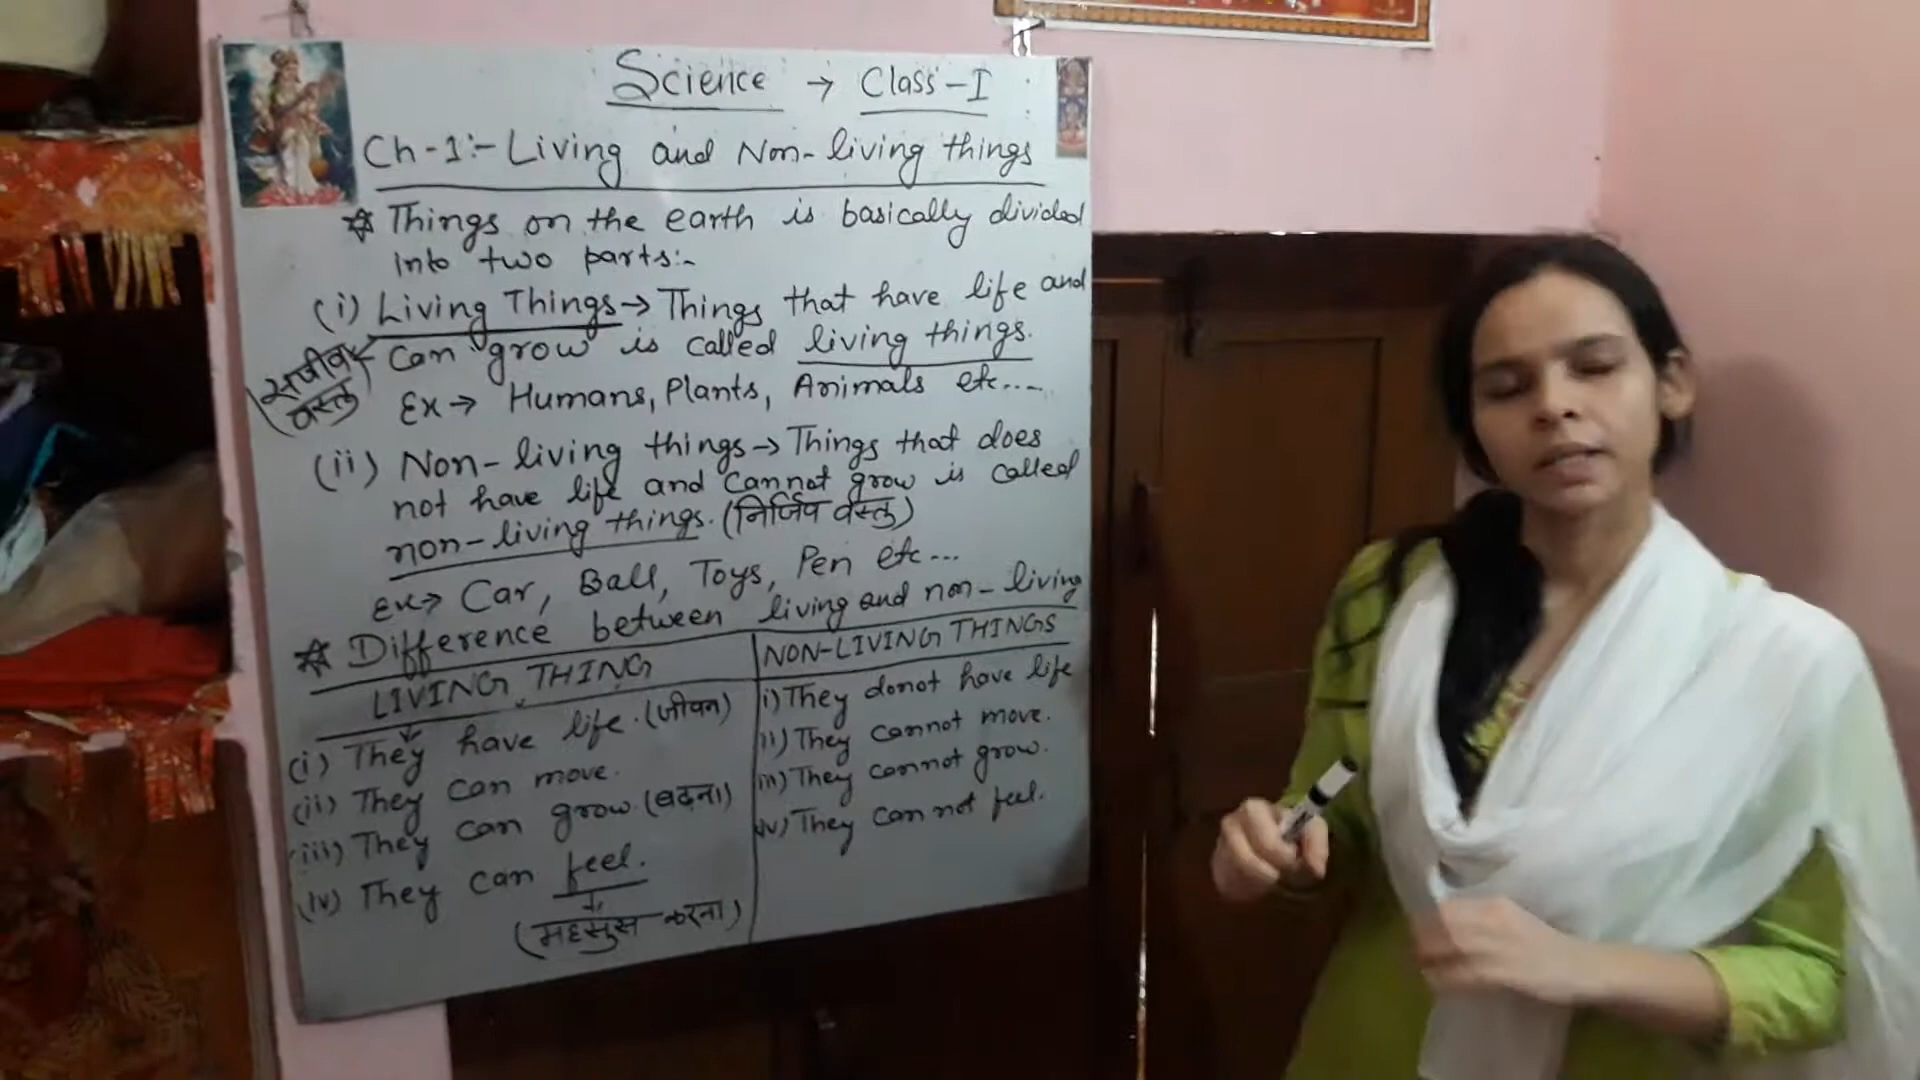 Science → Class-I
Ch-1:- Living and Non-living things
☆ Things on the earth is basically divided
into two parts:-
(i) Living Things → Things that have life and
can "grow" is called living things.
(सजीव
वस्तु)
Ex → Humans, Plants, Animals etc....
(ii) Non-living things → Things that does
not have life and cannot grow is called
non-living things. (निर्जिव वस्तु)
Ex → Car, Ball, Toys, Pen etc...
☆ Difference between living and non-living
LIVING THING
(i) They have life. (जीवन)
(ii) They can move.
(iii) They can grow. (बढ़ना)
(iv) They can feel.
(महसुस करना)
NON-LIVING THINGS
i) They donot have life
ii) They cannot move.
iii) They cannot grow.
iv) They can not feel.